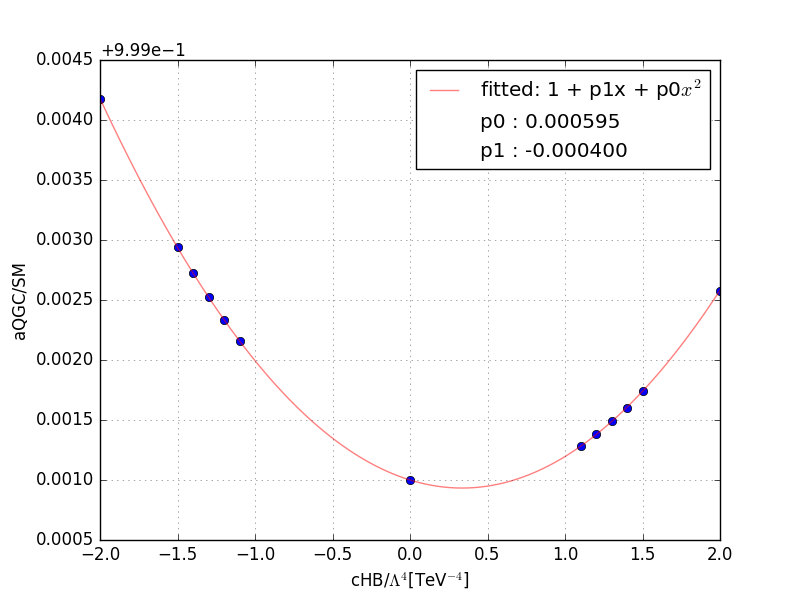 +9.99e−1
0.0045
0.0040
0.0035
0.0030
0.0025
0.0020
0.0015
0.0010
0.0005
aQGC/SM
fitted: 1 + p1x + p0x²
p0 : 0.000595
p1 : -0.000400
−2.0 −1.5 −1.0 −0.5 0.0 0.5 1.0 1.5 2.0
cHB/Λ⁴[TeV⁻⁴]